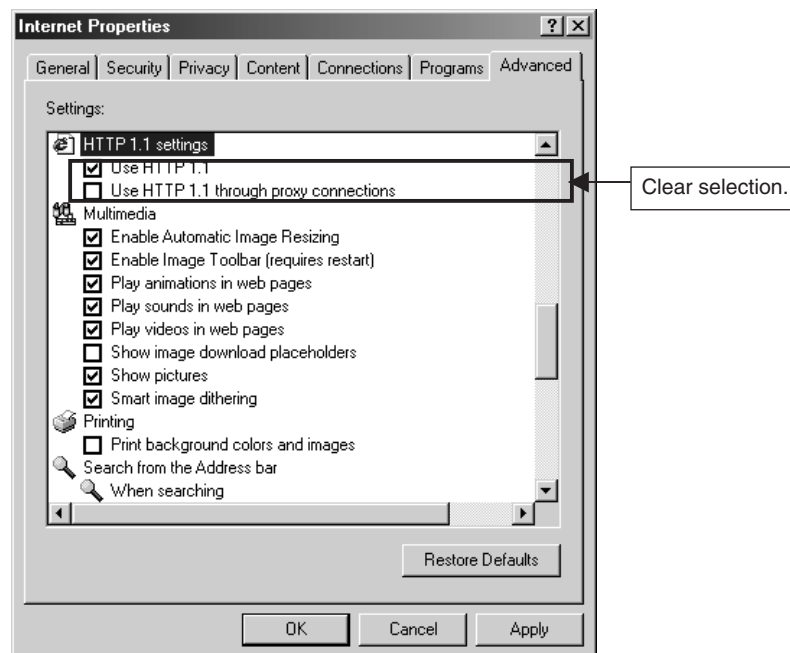 Internet Properties
General Security Privacy Content Connections Programs Advanced
Settings:
HTTP 1.1 settings
Use HTTP 1.1
Use HTTP 1.1 through proxy connections
Clear selection.
Multimedia
Enable Automatic Image Resizing
Enable Image Toolbar (requires restart)
Play animations in web pages
Play sounds in web pages
Play videos in web pages
Show image download placeholders
Show pictures
Smart image dithering
Printing
Print background colors and images
Search from the Address bar
When searching
Restore Defaults
OK Cancel Apply